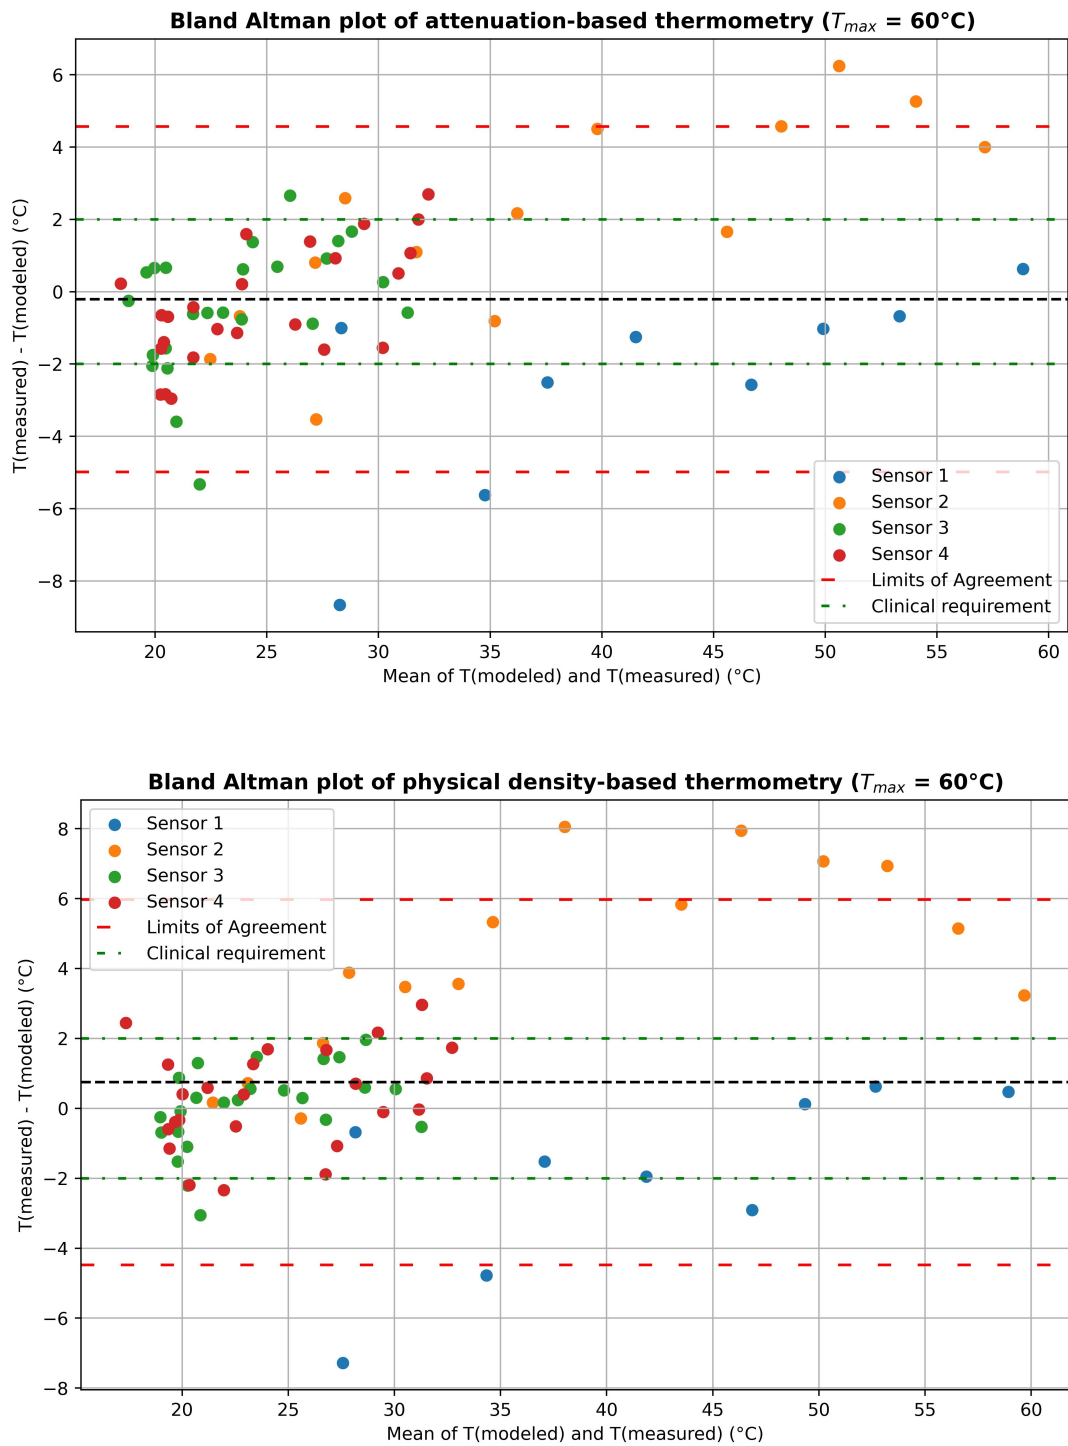 Bland Altman plot of attenuation-based thermometry (Tmax = 60°C)
T(measured) - T(modeled) (°C)
6
4
2
0
−2
−4
−6
−8
Sensor 1
Sensor 2
Sensor 3
Sensor 4
Limits of Agreement
Clinical requirement
20 25 30 35 40 45 50 55 60
Mean of T(modeled) and T(measured) (°C)
Bland Altman plot of physical density-based thermometry (Tmax = 60°C)
T(measured) - T(modeled) (°C)
8
6
4
2
0
−2
−4
−6
−8
Sensor 1
Sensor 2
Sensor 3
Sensor 4
Limits of Agreement
Clinical requirement
20 25 30 35 40 45 50 55 60
Mean of T(modeled) and T(measured) (°C)